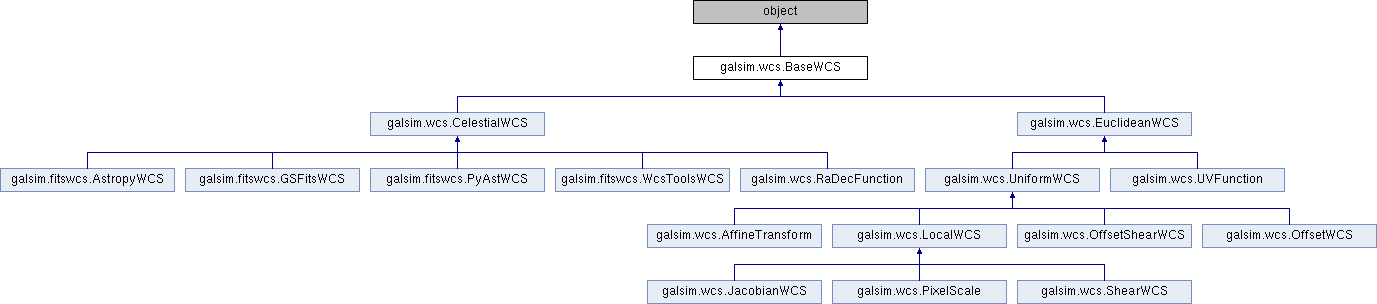 object
galsim.wcs.BaseWCS
galsim.wcs.CelestialWCS
galsim.wcs.EuclideanWCS
galsim.fitswcs.AstropyWCS
galsim.fitswcs.GSFitsWCS
galsim.fitswcs.PyAstWCS
galsim.fitswcs.WcsToolsWCS
galsim.wcs.RaDecFunction
galsim.wcs.UniformWCS
galsim.wcs.UVFunction
galsim.wcs.AffineTransform
galsim.wcs.LocalWCS
galsim.wcs.OffsetShearWCS
galsim.wcs.OffsetWCS
galsim.wcs.JacobianWCS
galsim.wcs.PixelScale
galsim.wcs.ShearWCS